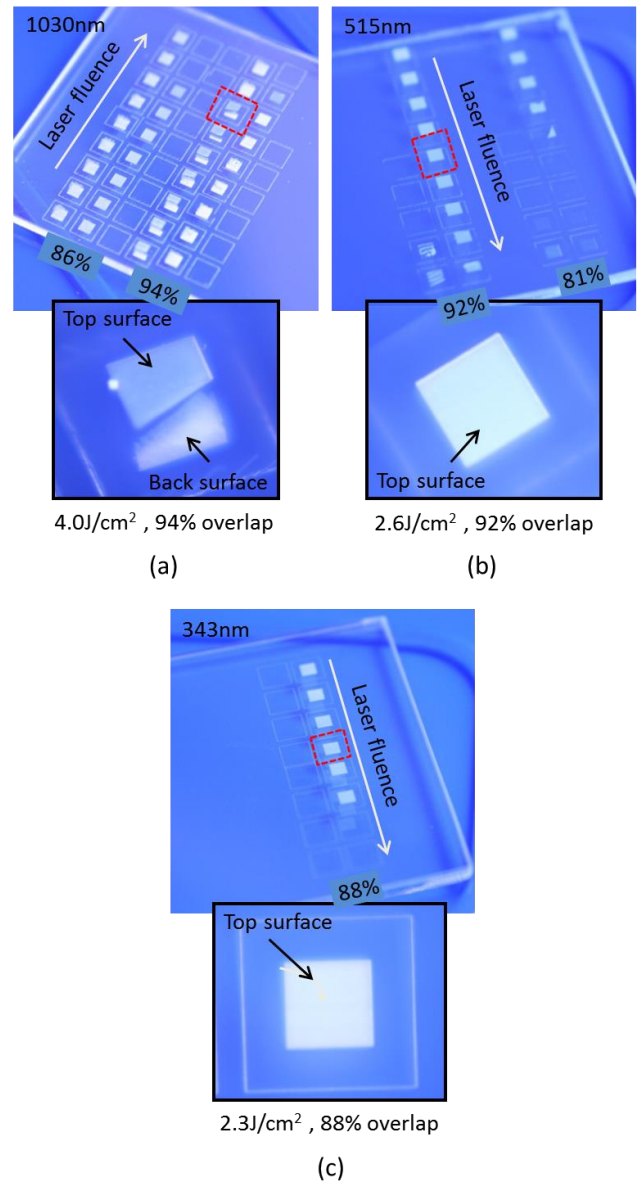 1030nm
Laser fluence
86%
94%
Top surface
Back surface
4.0J/cm² , 94% overlap
(a)
515nm
Laser fluence
92%
81%
Top surface
2.6J/cm² , 92% overlap
(b)
343nm
Laser fluence
88%
Top surface
2.3J/cm² , 88% overlap
(c)